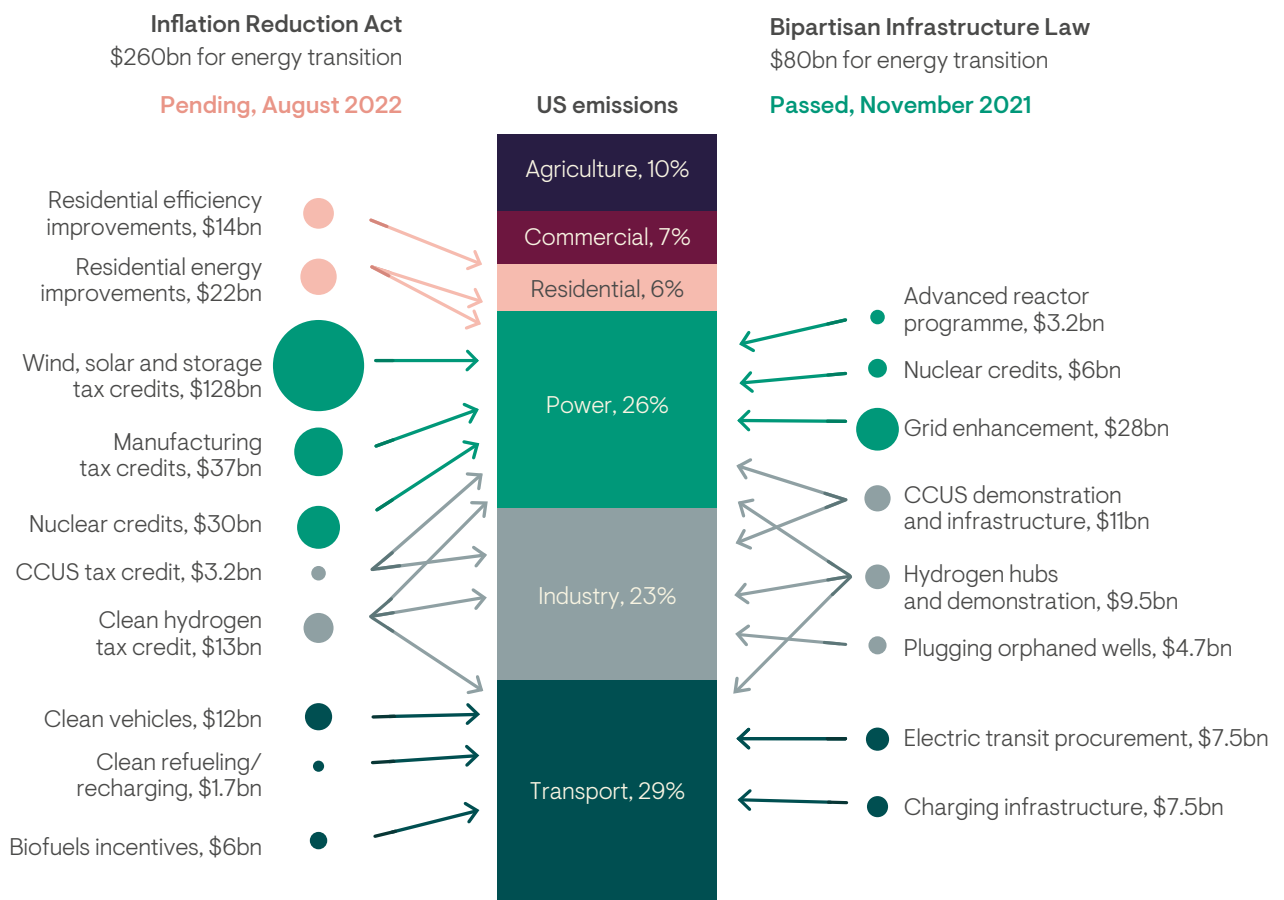 Inflation Reduction Act
$260bn for energy transition
Pending, August 2022
US emissions
Bipartisan Infrastructure Law
$80bn for energy transition
Passed, November 2021
Residential efficiency
improvements, $14bn
Residential energy
improvements, $22bn
Wind, solar and storage
tax credits, $128bn
Manufacturing
tax credits, $37bn
Nuclear credits, $30bn
CCUS tax credit, $3.2bn
Clean hydrogen
tax credit, $13bn
Clean vehicles, $12bn
Clean refueling/
recharging, $1.7bn
Biofuels incentives, $6bn
Agriculture, 10%
Commercial, 7%
Residential, 6%
Power, 26%
Industry, 23%
Transport, 29%
Advanced reactor
programme, $3.2bn
Nuclear credits, $6bn
Grid enhancement, $28bn
CCUS demonstration
and infrastructure, $11bn
Hydrogen hubs
and demonstration, $9.5bn
Plugging orphaned wells, $4.7bn
Electric transit procurement, $7.5bn
Charging infrastructure, $7.5bn